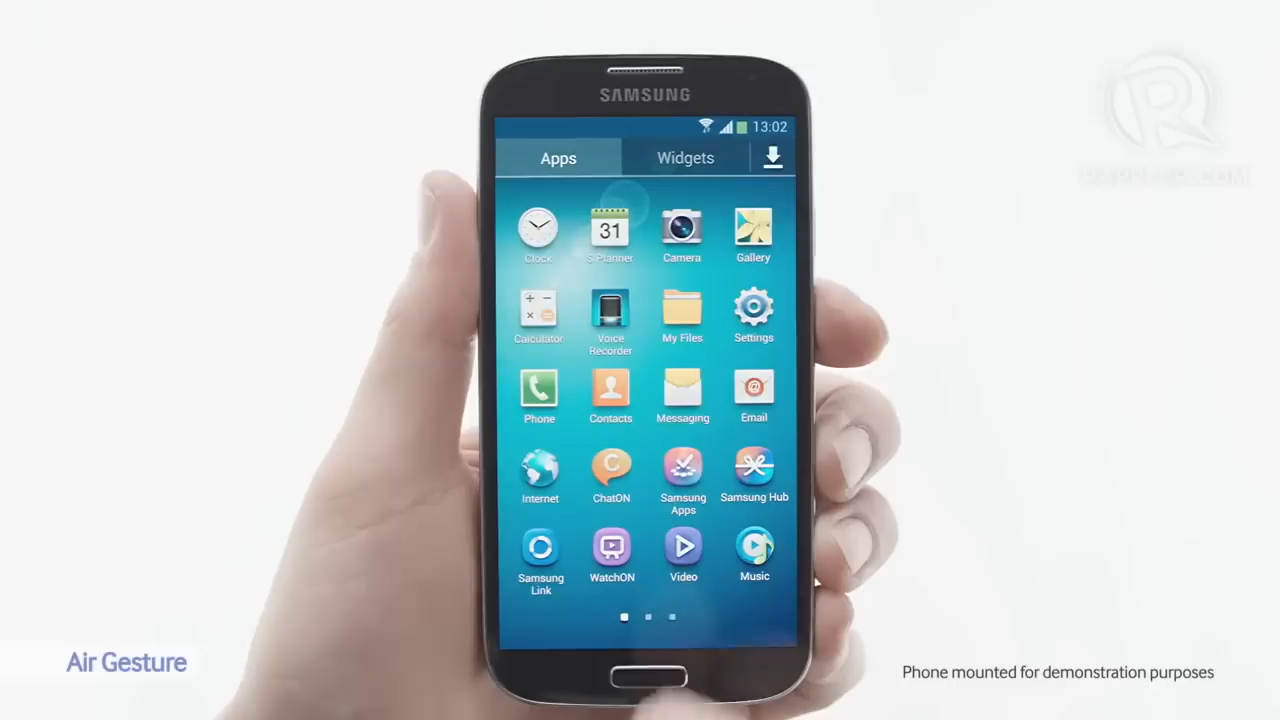 SAMSUNG
13:02
Apps
Widgets
31
Clock
S Planner
Camera
Gallery
Calculator
Voice
Recorder
My Files
Settings
Phone
Contacts
Messaging
Email
Internet
C
ChatON
Samsung
Apps
Samsung Hub
Samsung
Link
WatchON
Video
Music
Air Gesture
Phone mounted for demonstration purposes
R
RAPPLER.COM